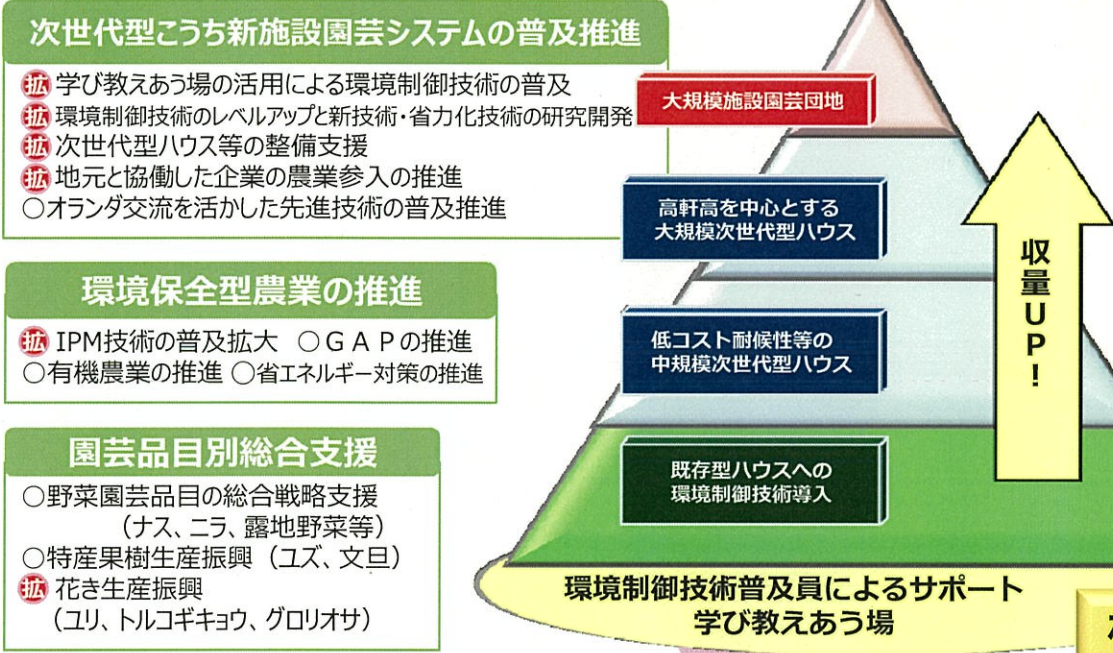 次世代型こうち新施設園芸システムの普及推進
拡 学び教えあう場の活用による環境制御技術の普及
拡 環境制御技術のレベルアップと新技術・省力化技術の研究開発
拡 次世代型ハウス等の整備支援
拡 地元と協働した企業の農業参入の推進
○オランダ交流を活かした先進技術の普及推進
環境保全型農業の推進
拡 IPM技術の普及拡大 ○GAPの推進
○有機農業の推進 ○省エネルギー対策の推進
園芸品目別総合支援
○野菜園芸品目の総合戦略支援
（ナス、ニラ、露地野菜等）
○特産果樹生産振興（ユズ、文旦）
拡 花き生産振興
（ユリ、トルコギキョウ、グロリオサ）
大規模施設園芸団地
高軒高を中心とする
大規模次世代型ハウス
低コスト耐候性等の
中規模次世代型ハウス
既存型ハウスへの
環境制御技術導入
収量UP！
環境制御技術普及員によるサポート
学び教えあう場